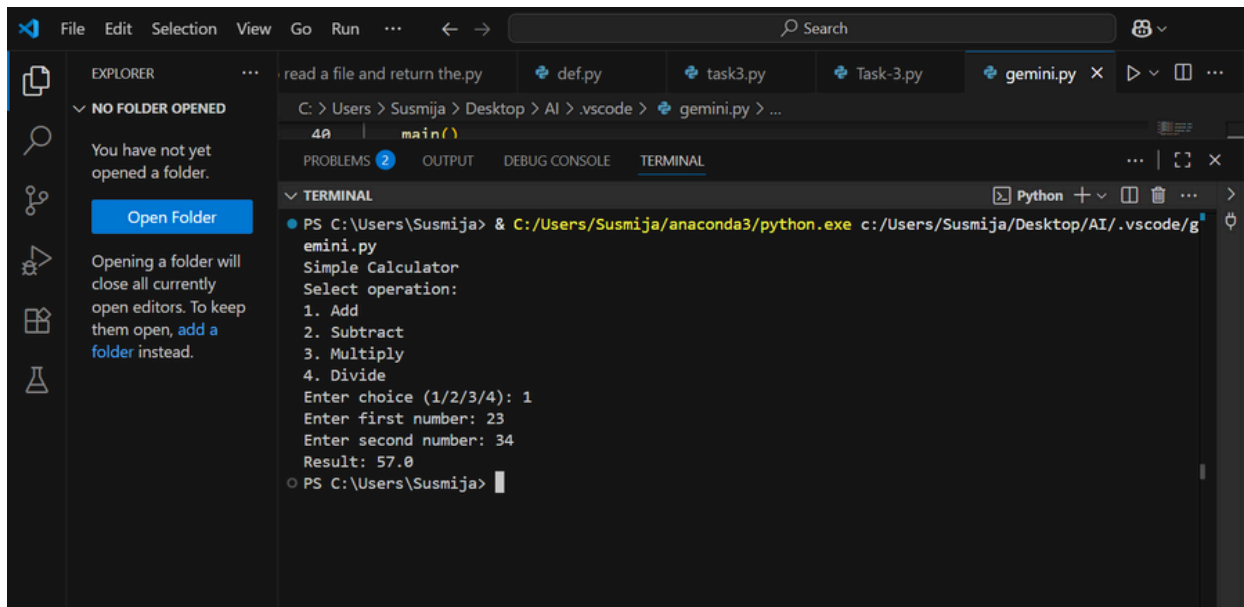 File Edit Selection View Go Run ··· ← → Search
EXPLORER ···
NO FOLDER OPENED
You have not yet
opened a folder.
Open Folder
Opening a folder will
close all currently
open editors. To keep
them open, add a
folder instead.
read a file and return the.py def.py task3.py Task-3.py gemini.py ×
C: > Users > Susmija > Desktop > AI > .vscode > gemini.py > ...
40 main()
PROBLEMS 2 OUTPUT DEBUG CONSOLE TERMINAL
TERMINAL Python
PS C:\Users\Susmija> & C:/Users/Susmija/anaconda3/python.exe c:/Users/Susmija/Desktop/AI/.vscode/g
emini.py
Simple Calculator
Select operation:
1. Add
2. Subtract
3. Multiply
4. Divide
Enter choice (1/2/3/4): 1
Enter first number: 23
Enter second number: 34
Result: 57.0
PS C:\Users\Susmija>